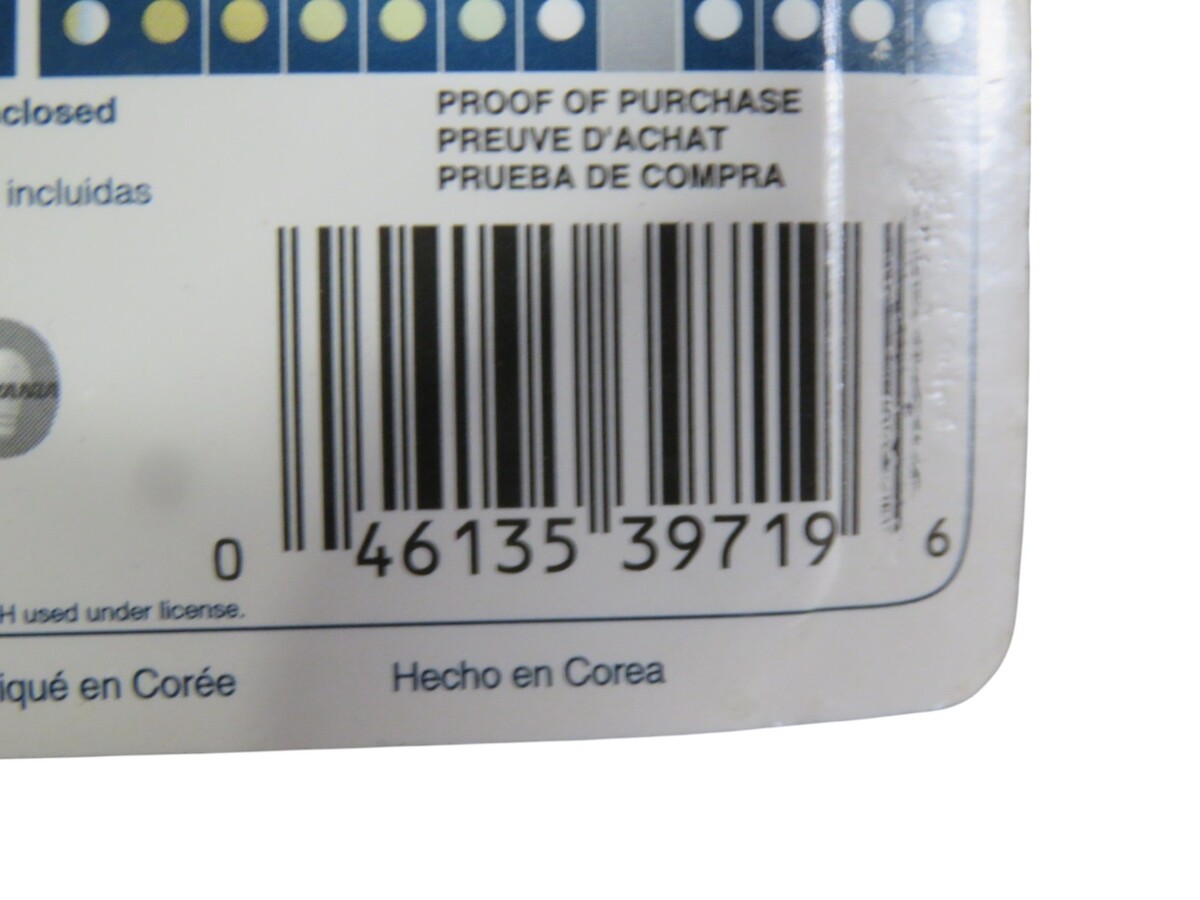 closed
PROOF OF PURCHASE
PREUVE D'ACHAT
PRUEBA DE COMPRA
incluidas
0 46135 39719 6
H used under license.
iqué en Corée
Hecho en Corea